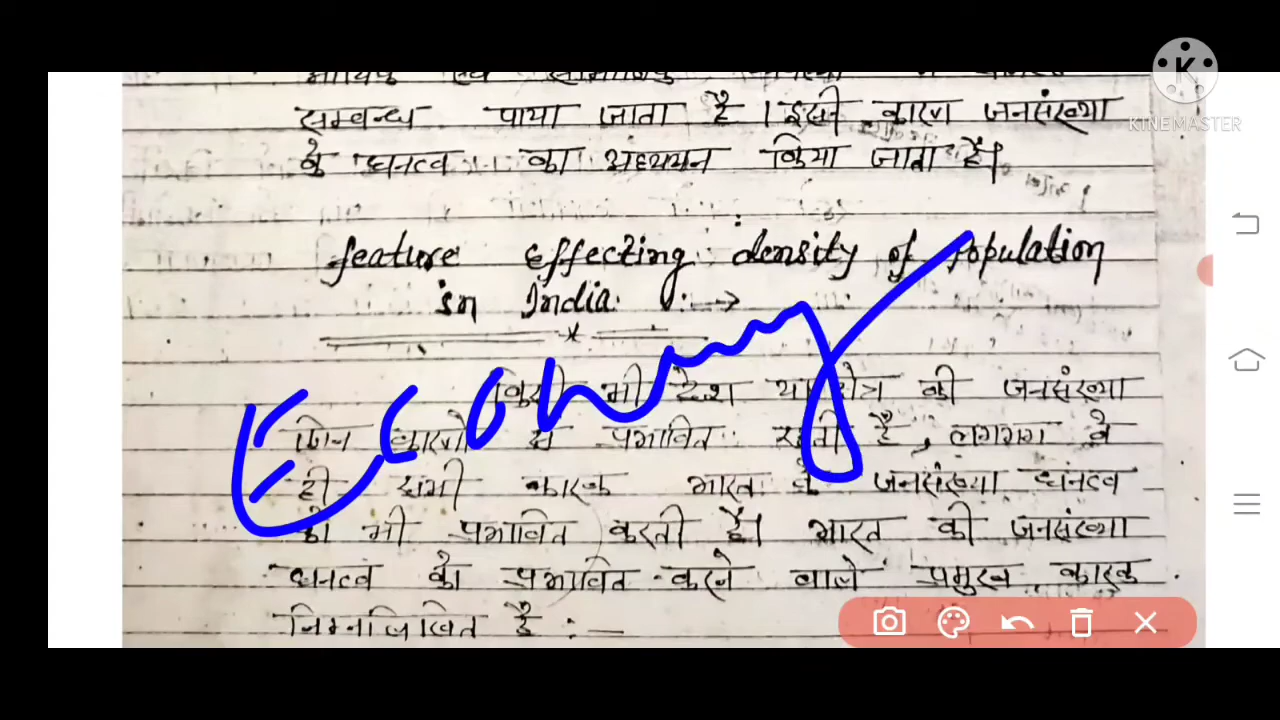 सम्बन्ध पाया जाता है । इसी कारण जनसंख्या
के घनत्व का अध्ययन किया जाता है।
feature effecting density of population
in India : →
किसी भी देश या क्षेत्र की जनसंख्या
जिन कारकों से प्रभावित रहती है, लगभग वे
ही सभी कारक भारत के जनसंख्या घनत्व
को भी प्रभावित करती है। भारत की जनसंख्या
घनत्व को प्रभावित करने वाले प्रमुख कारक
निम्नलिखित है :—
Economy
K
KINEMASTER